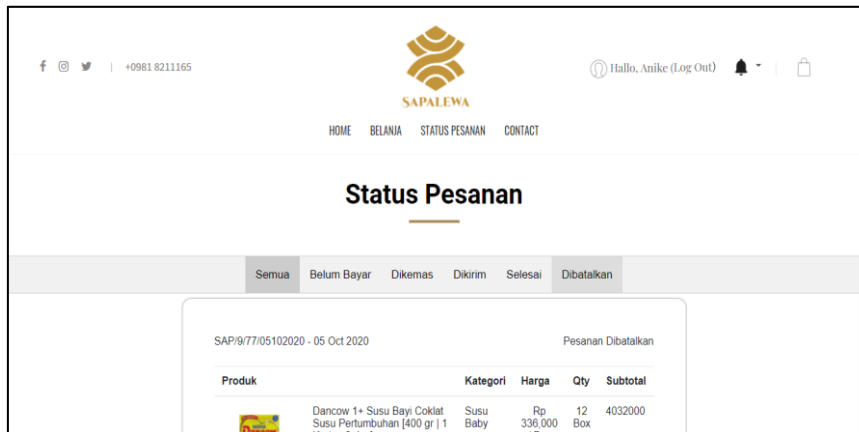 +0981 8211165
SAPALEWA
Hallo, Anike (Log Out)
HOME BELANJA STATUS PESANAN CONTACT
Status Pesanan
Semua Belum Bayar Dikemas Dikirim Selesai Dibatalkan
SAP/9/77/05102020 - 05 Oct 2020 Pesanan Dibatalkan
Produk Kategori Harga Qty Subtotal
Dancow 1+ Susu Bayi Coklat Susu Rp 12 4032000
Susu Pertumbuhan [400 gr | 1 Baby 336,000 Box